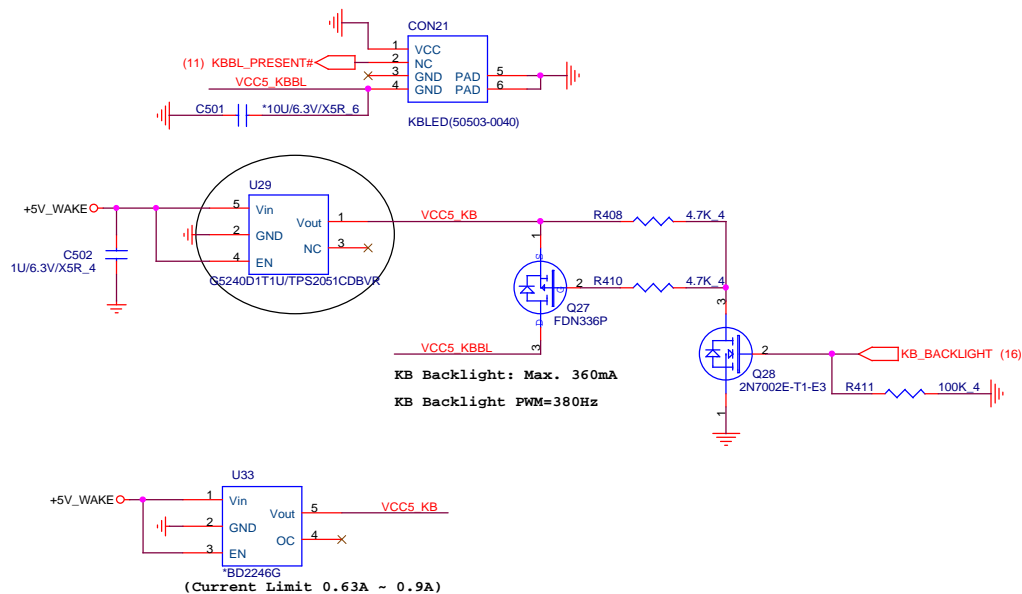 CON21
1 VCC
(11) KBBL_PRESENT# 2 NC
3 GND PAD 5
VCC5_KBBL 4 GND PAD 6
C501 *10U/6.3V/X5R_6
KBLED(50503-0040)
U29
+5V_WAKE 5 Vin Vout 1 VCC5_KB R408 4.7K_4
2 GND
NC 3
C502 4 EN
1U/6.3V/X5R_4
G5240D1T1U/TPS2051CDBVR
1 S
G 2 R410 4.7K_4
Q27
FDN336P
D 3
VCC5_KBBL
3
2 KB_BACKLIGHT (16)
Q28
2N7002E-T1-E3
R411 100K_4
1
KB Backlight: Max. 360mA
KB Backlight PWM=380Hz
U33
+5V_WAKE 1 Vin
Vout 5 VCC5_KB
2 GND
OC 4
3 EN
*BD2246G
(Current Limit 0.63A ~ 0.9A)